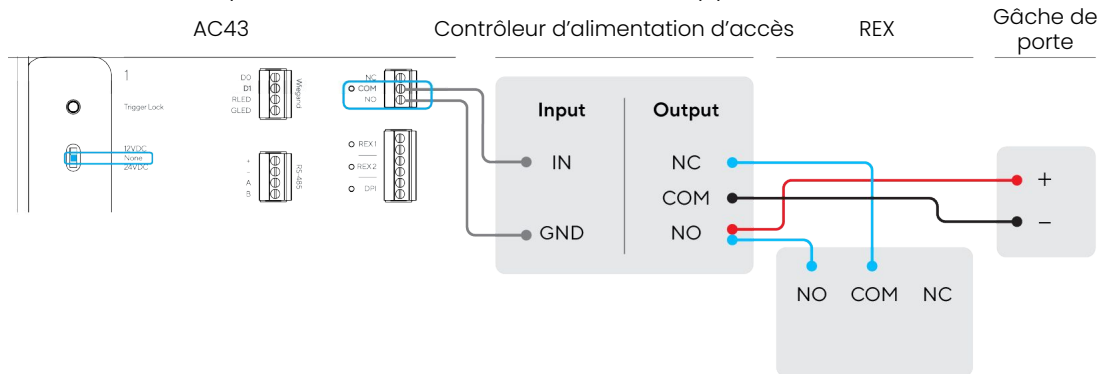 AC43
Contrôleur d'alimentation d'accès
REX
Gâche de
porte
1
Trigger Lock
12VDC
None
24VDC
D0
D1
RLED
GLED
Wiegand
+
-
A
B
RS-485
NC
COM
NO
REX1
REX2
DPI
Input
Output
IN
NC
COM
GND
NO
+
–
NO COM NC